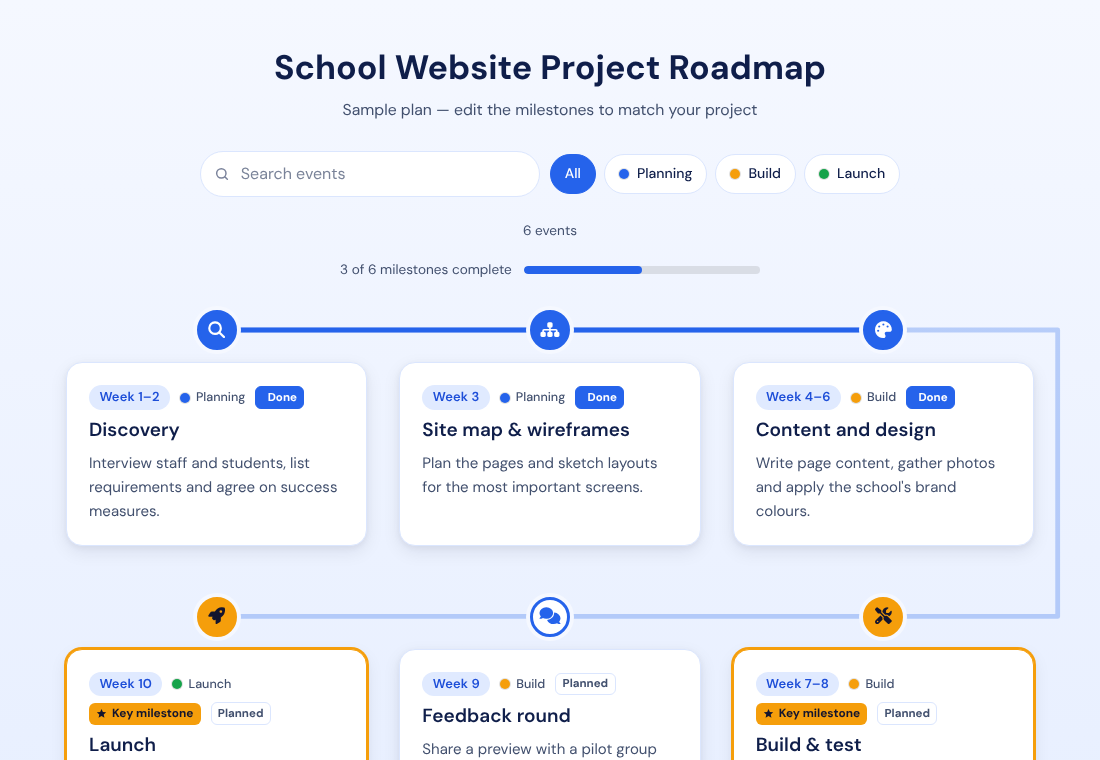 School Website Project Roadmap
Sample plan — edit the milestones to match your project
Search events
All
Planning
Build
Launch
6 events
3 of 6 milestones complete
Week 1–2
Planning
Done
Discovery
Interview staff and students, list
requirements and agree on success
measures.
Week 3
Planning
Done
Site map & wireframes
Plan the pages and sketch layouts
for the most important screens.
Week 4–6
Build
Done
Content and design
Write page content, gather photos
and apply the school's brand
colours.
Week 10
Launch
Key milestone
Planned
Launch
Week 9
Build
Planned
Feedback round
Share a preview with a pilot group
Week 7–8
Build
Key milestone
Planned
Build & test